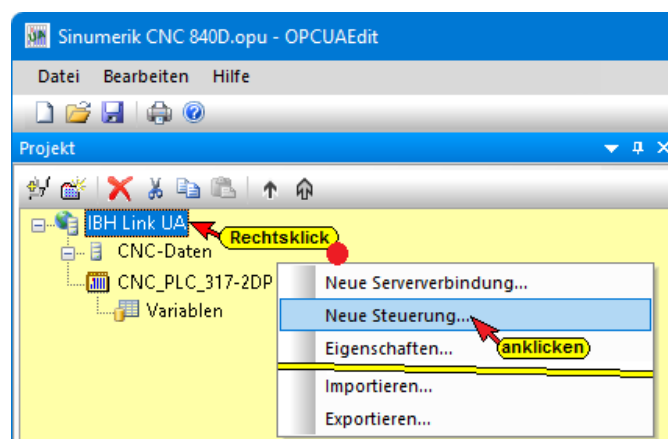 Sinumerik CNC 840D.opu - OPCUAEdit
Datei Bearbeiten Hilfe
Projekt
IBH Link UA
Rechtsklick
CNC-Daten
CNC_PLC_317-2DP
Variablen
Neue Serververbindung...
Neue Steuerung...
anklicken
Eigenschaften...
Importieren...
Exportieren...